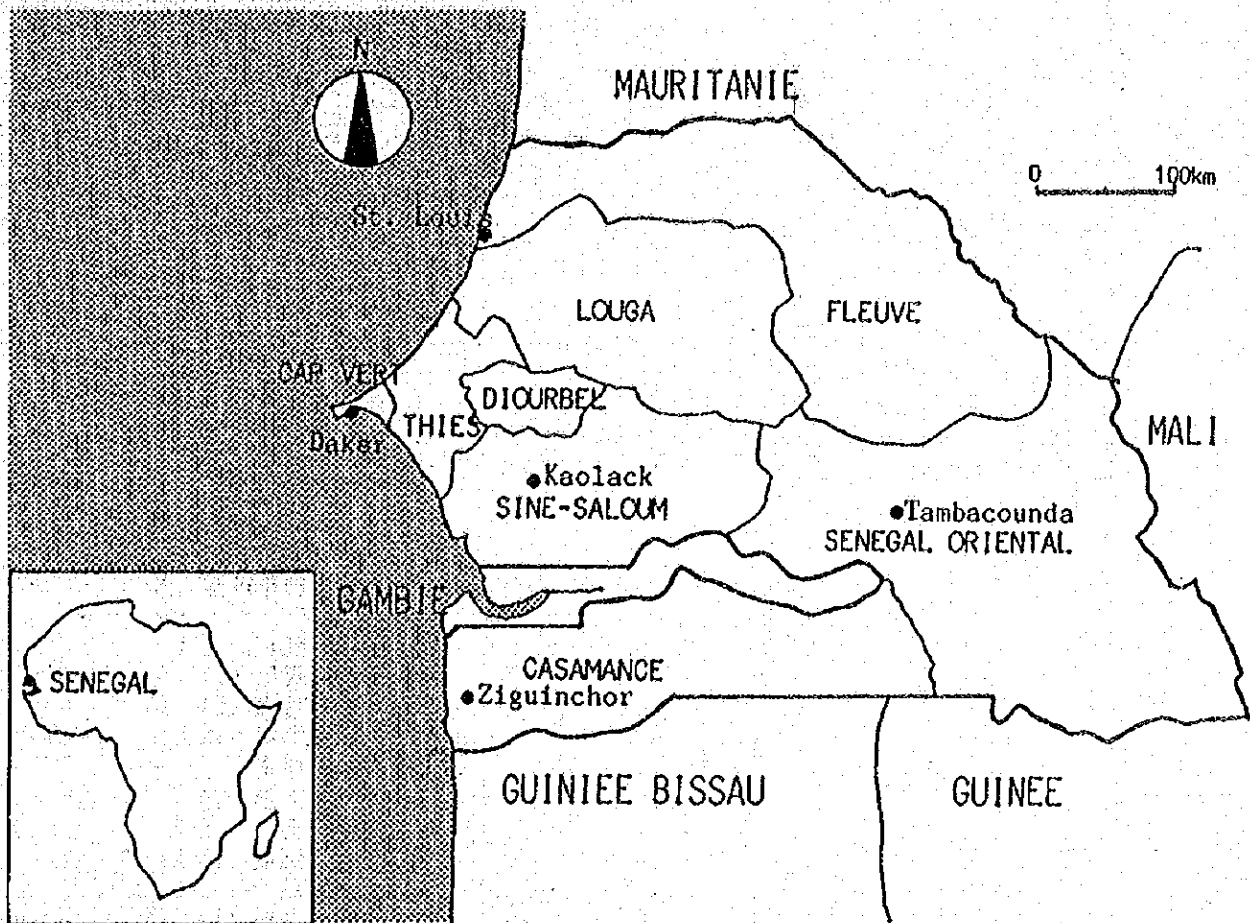 N
MAURITANIE
0 100km
St. Louis
LOUGA
FLEUVE
CAP VERT
DIOURBEL
THIES
Dakar
MALI
Kaolack
SINE-SALOUM
Tambacounda
SENEGAL ORIENTAL
GAMBIE
CASAMANCE
SENEGAL
Ziguinchor
GUINIEE BISSAU
GUINEE